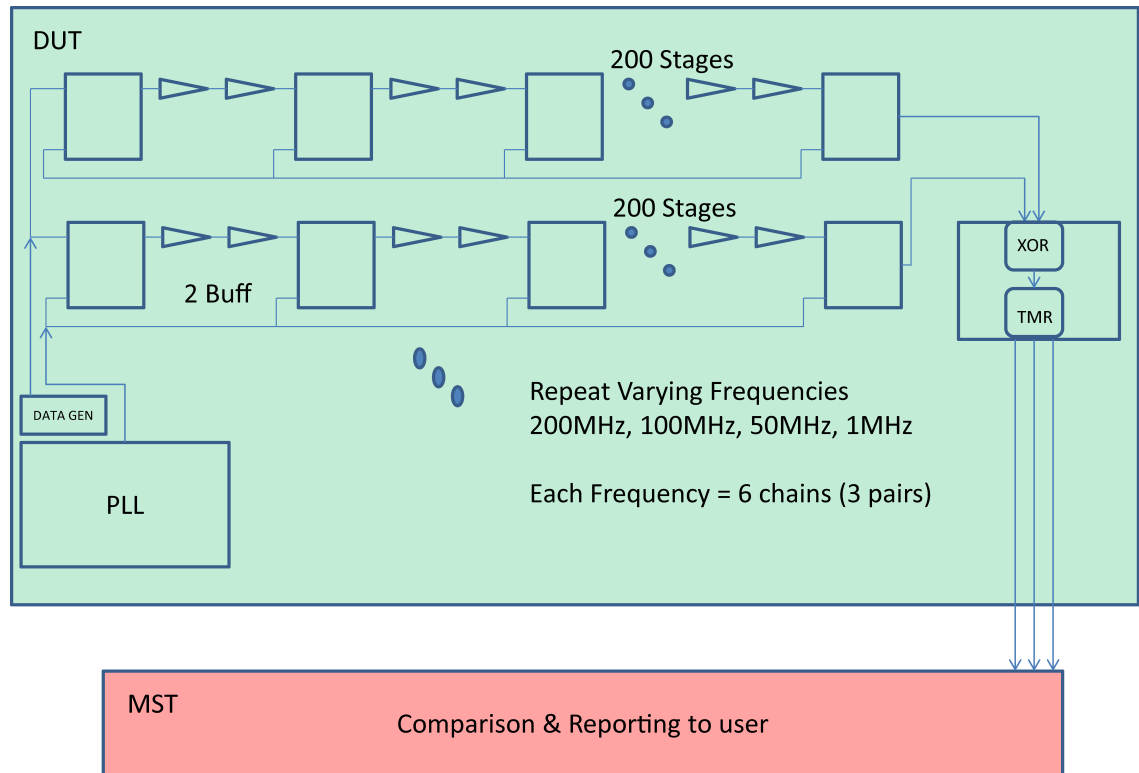 DUT
200 Stages
200 Stages
XOR
2 Buff
TMR
Repeat Varying Frequencies
200MHz, 100MHz, 50MHz, 1MHz
DATA GEN
Each Frequency = 6 chains (3 pairs)
PLL
MST
Comparison & Reporting to user